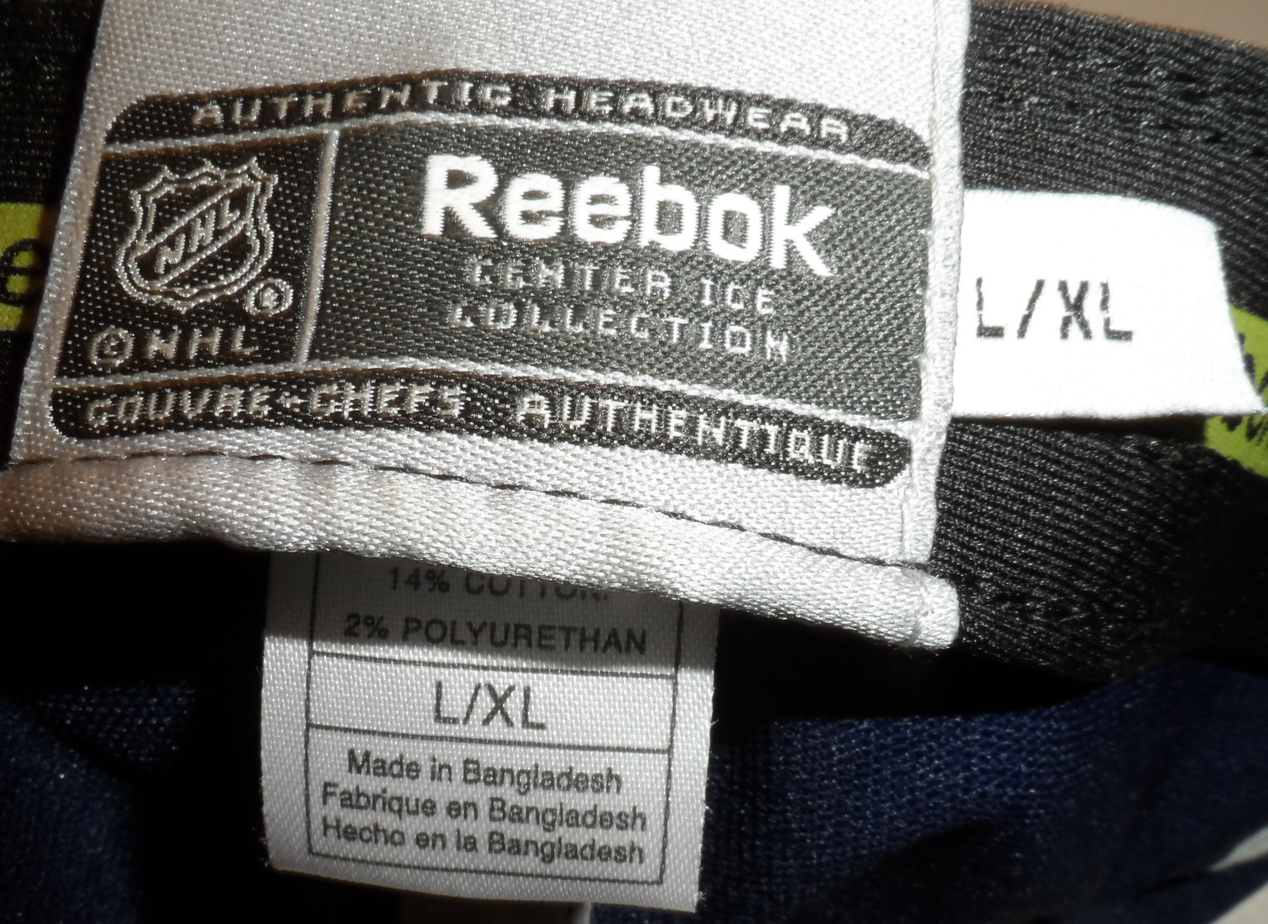 AUTHENTIC HEADWEAR
NHL
®
© NHL
Reebok
CENTER ICE
COLLECTION
COUVRE-CHEFS AUTHENTIQUE
L/XL
14% COTTON/
2% POLYURETHAN
L/XL
Made in Bangladesh
Fabrique en Bangladesh
Hecho en la Bangladesh
e